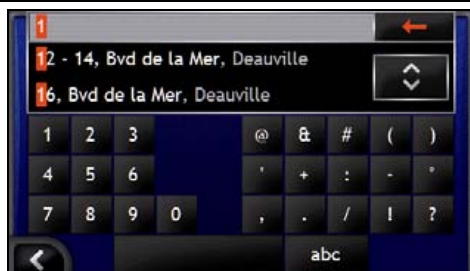 1
12 - 14, Bvd de la Mer, Deauville
16, Bvd de la Mer, Deauville
1 2 3 @ & # ( )
4 5 6 ' + : - °
7 8 9 0 , . / ! ?
abc